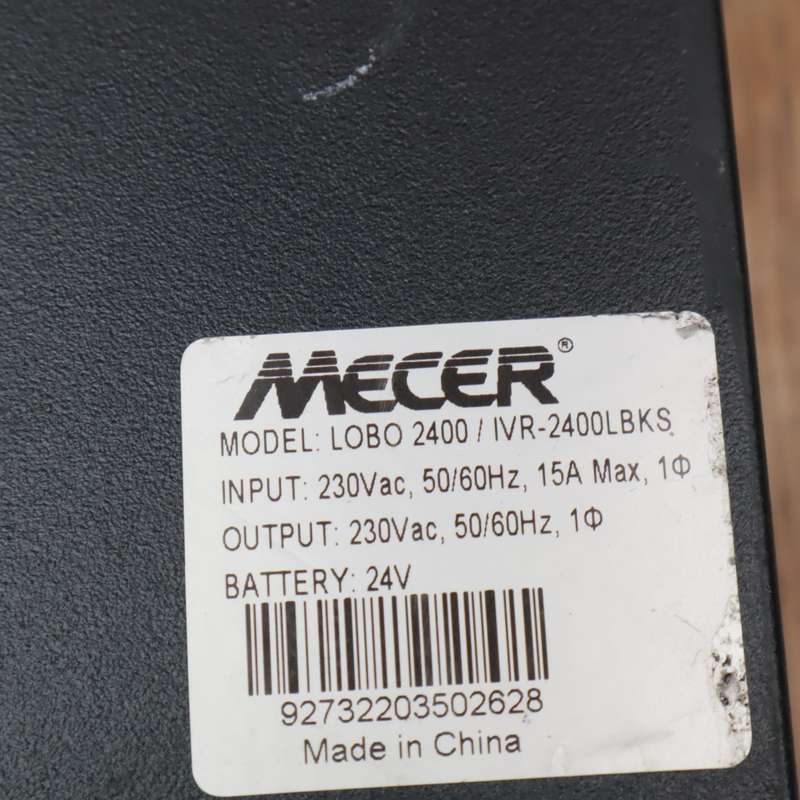 MECER®
MODEL: LOBO 2400 / IVR-2400LBKS
INPUT: 230Vac, 50/60Hz, 15A Max, 1Φ
OUTPUT: 230Vac, 50/60Hz, 1Φ
BATTERY: 24V
92732203502628
Made in China